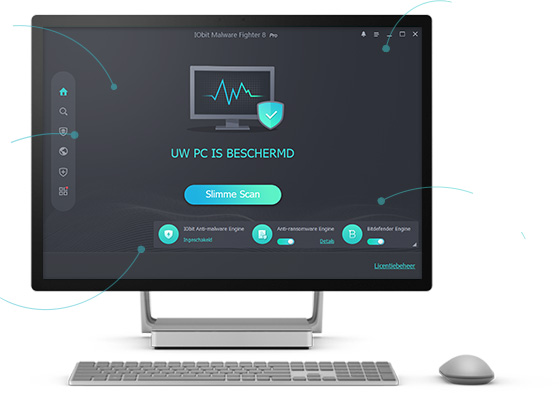 IObit Malware Fighter 8 Pro
UW PC IS BESCHERMD
Slimme Scan
IObit Anti-malware Engine
Ingeschakeld
Anti-ransomware Engine
Details
Bitdefender Engine
Licentiebeheer